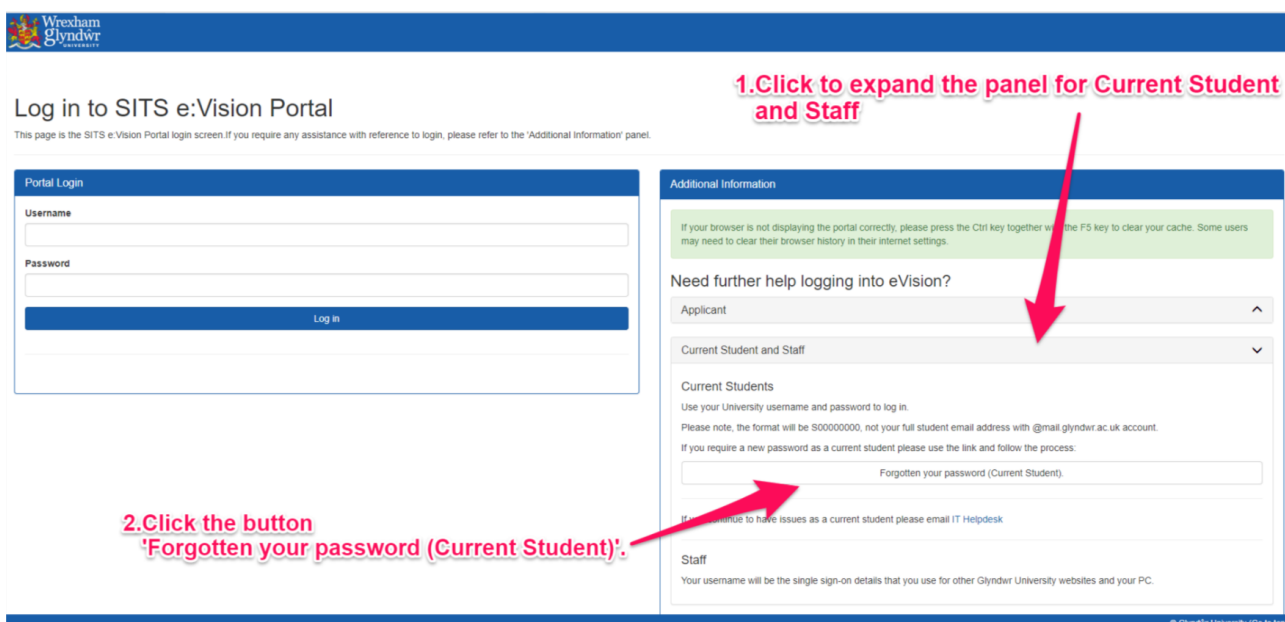 Wrexham
glyndŵr
UNIVERSITY
1.Click to expand the panel for Current Student
and Staff
Log in to SITS e:Vision Portal
This page is the SITS e:Vision Portal login screen.If you require any assistance with reference to login, please refer to the 'Additional Information' panel.
Portal Login
Username
Password
Log in
Additional Information
If your browser is not displaying the portal correctly, please press the Ctrl key together the F5 key to clear your cache. Some users
may need to clear their browser history in their internet settings.
Need further help logging into eVision?
Applicant
Current Student and Staff
Current Students
Use your University username and password to log in.
Please note, the format will be S00000000, not your full student email address with @mail.glyndwr.ac.uk account.
If you require a new password as a current student please use the link and follow the process:
Forgotten your password (Current Student).
2.Click the button
'Forgotten your password (Current Student)'.
If to have issues as a current student please email IT Helpdesk
Staff
Your username will be the single sign-on details that you use for other Glyndwr University websites and your PC.